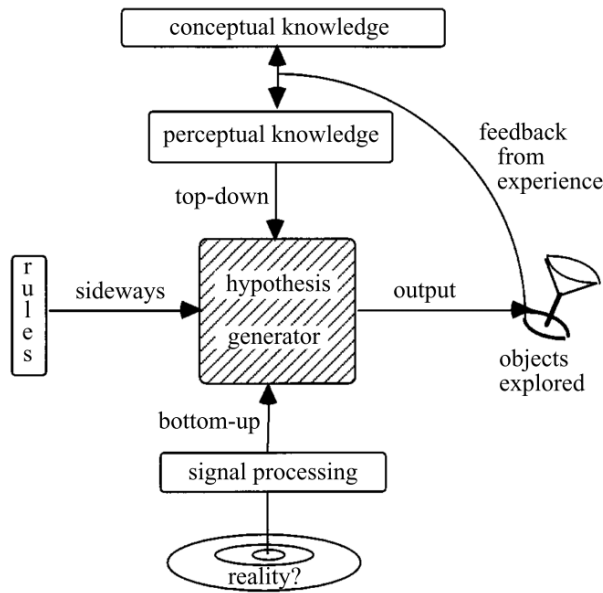 conceptual knowledge
perceptual knowledge
feedback
from
experience
top-down
rules
sideways
hypothesis
generator
output
objects
explored
bottom-up
signal processing
reality?